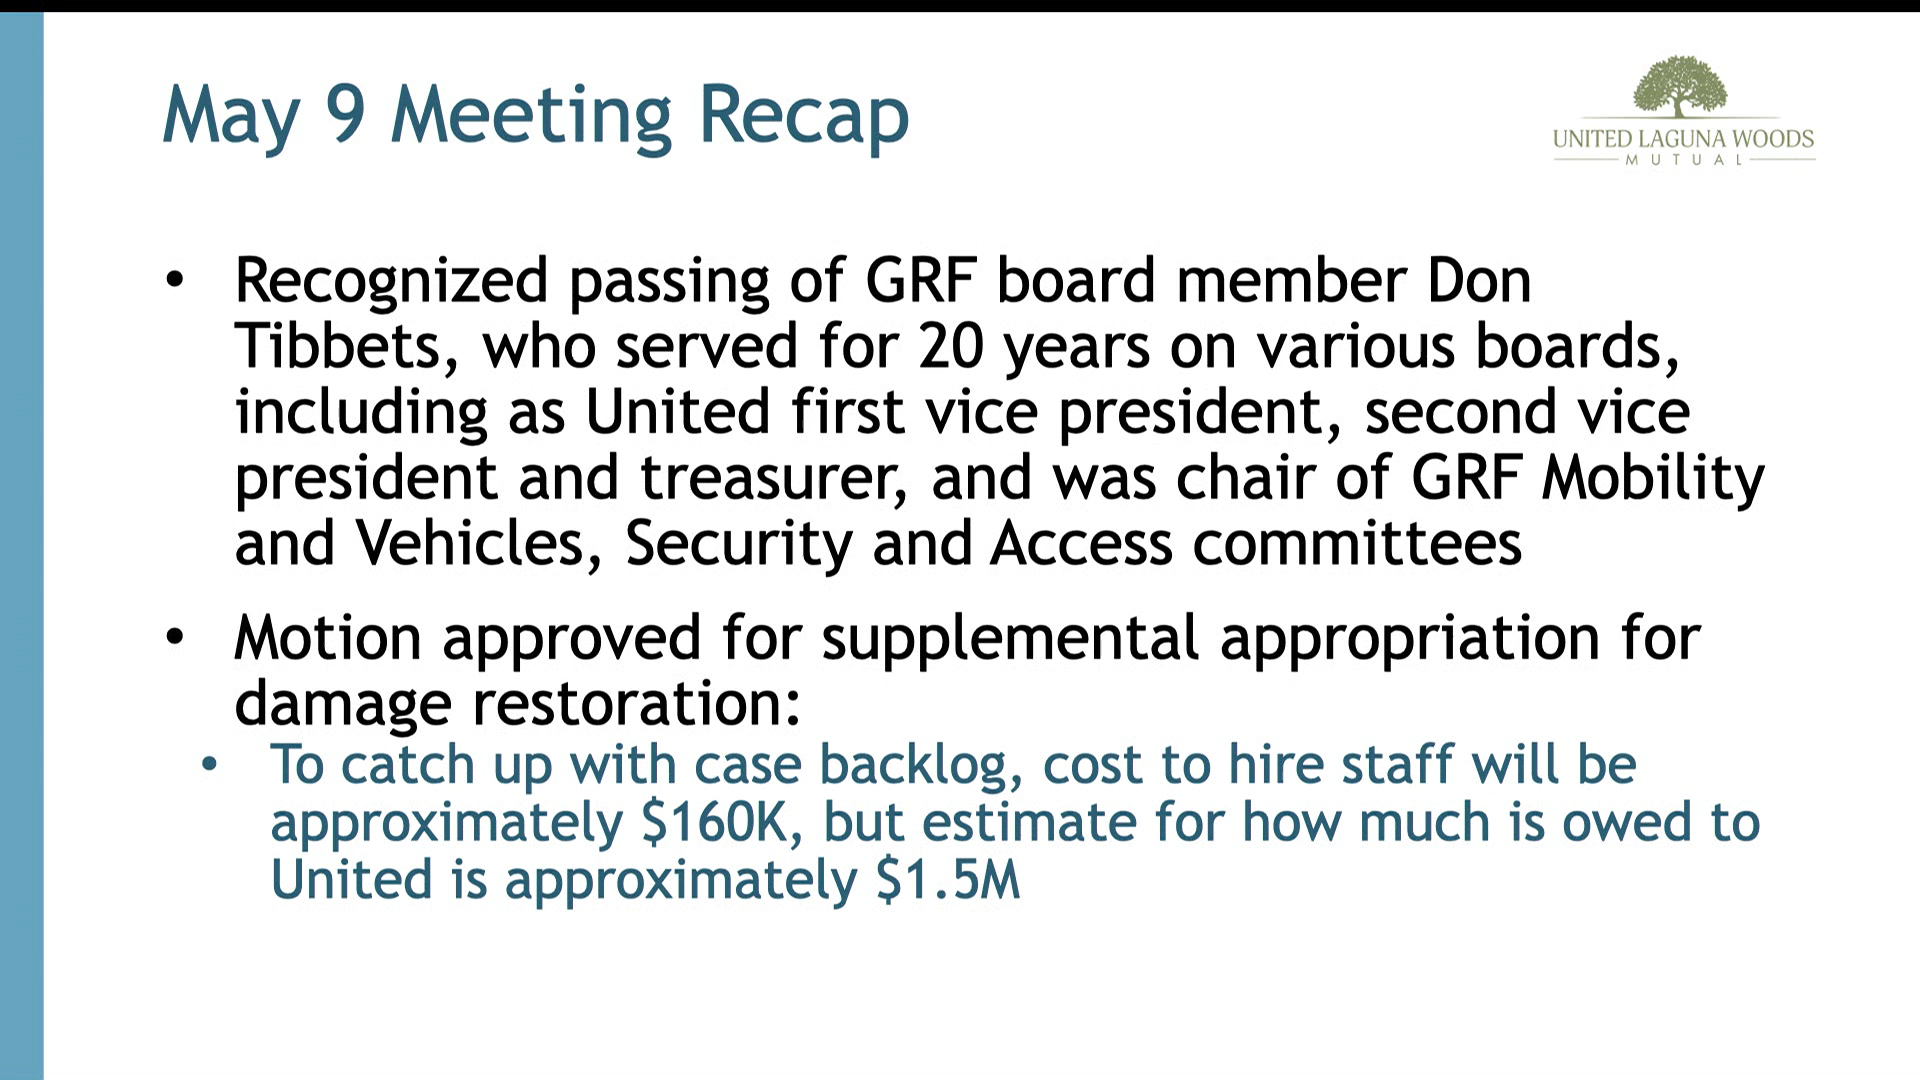 May 9 Meeting Recap
UNITED LAGUNA WOODS
MUTUAL
• Recognized passing of GRF board member Don
Tibbets, who served for 20 years on various boards,
including as United first vice president, second vice
president and treasurer, and was chair of GRF Mobility
and Vehicles, Security and Access committees
• Motion approved for supplemental appropriation for
damage restoration:
• To catch up with case backlog, cost to hire staff will be
approximately $160K, but estimate for how much is owed to
United is approximately $1.5M